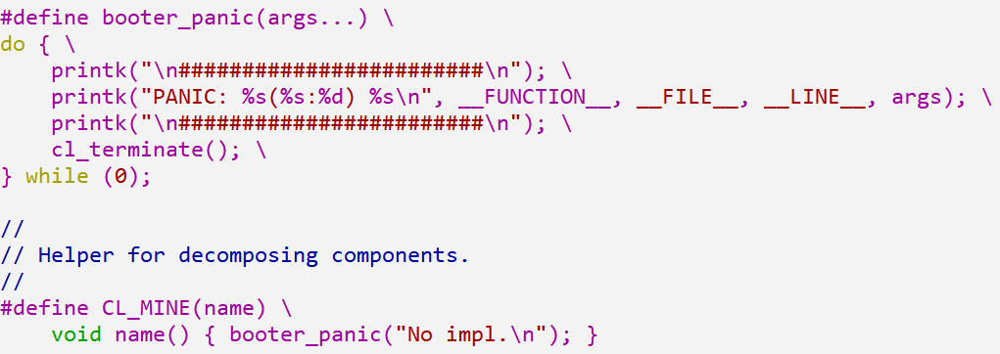 #define booter_panic(args...) \
do { \
    printk("\n########################\n"); \
    printk("PANIC: %s(%s:%d) %s\n", __FUNCTION__, __FILE__, __LINE__, args); \
    printk("\n########################\n"); \
    cl_terminate(); \
} while (0);

//
// Helper for decomposing components.
//
#define CL_MINE(name) \
    void name() { booter_panic("No impl.\n"); }